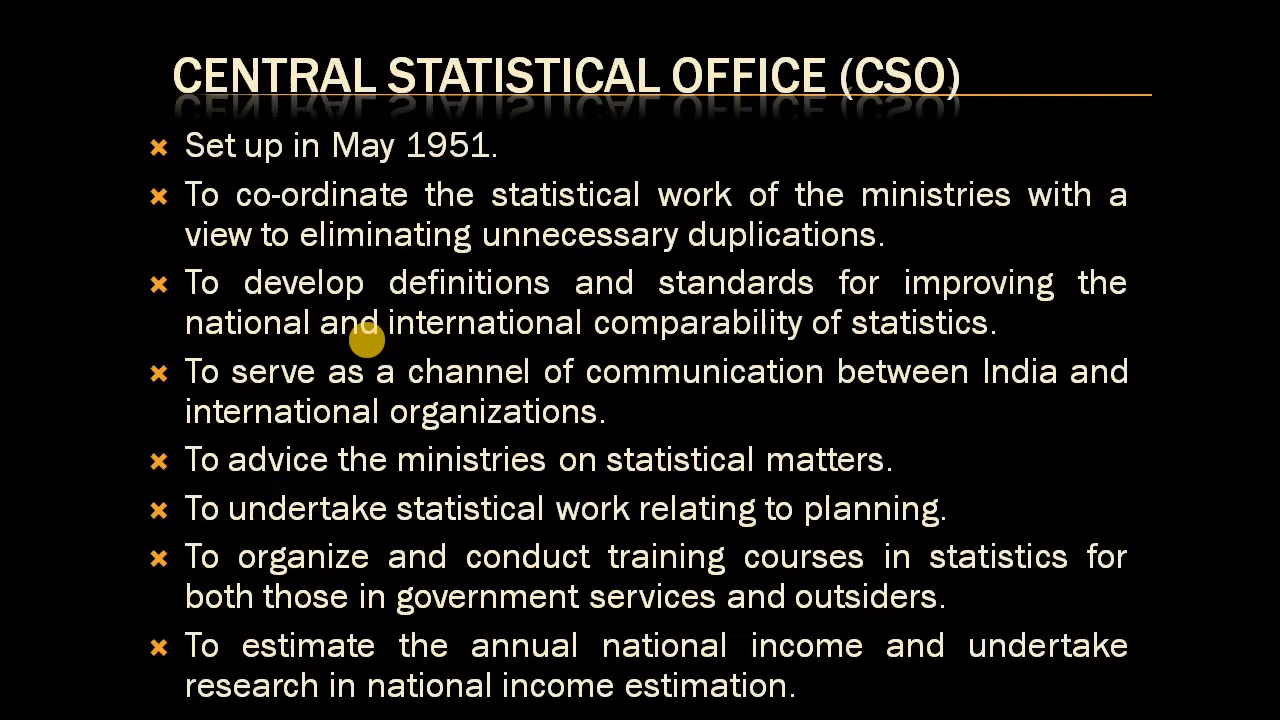 CENTRAL STATISTICAL OFFICE (CSO)
Set up in May 1951.
To co-ordinate the statistical work of the ministries with a
view to eliminating unnecessary duplications.
To develop definitions and standards for improving the
national and international comparability of statistics.
To serve as a channel of communication between India and
international organizations.
To advice the ministries on statistical matters.
To undertake statistical work relating to planning.
To organize and conduct training courses in statistics for
both those in government services and outsiders.
To estimate the annual national income and undertake
research in national income estimation.